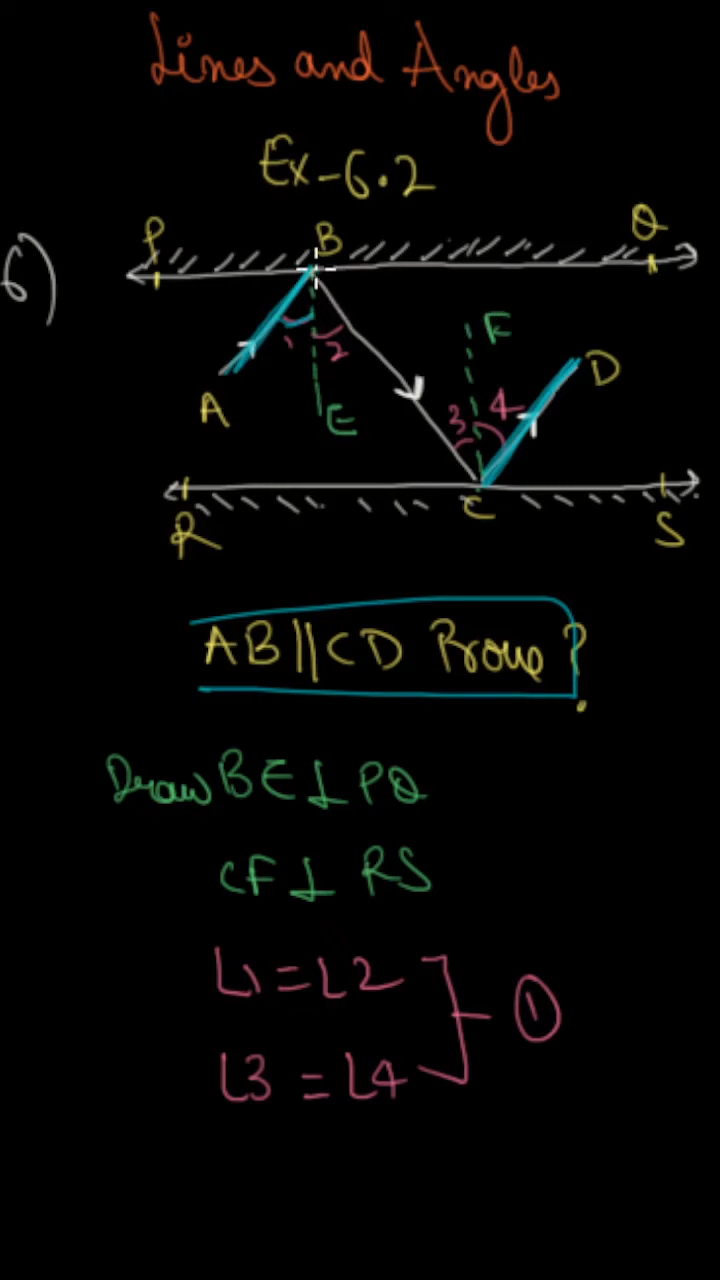 Lines and Angles
Ex-6.2
6)
P B Q
F
1 2
A E
3 4 D
R C S
AB||CD Prove?
Draw BE⊥PQ
CF⊥RS
∠1=∠2
∠3=∠4
①